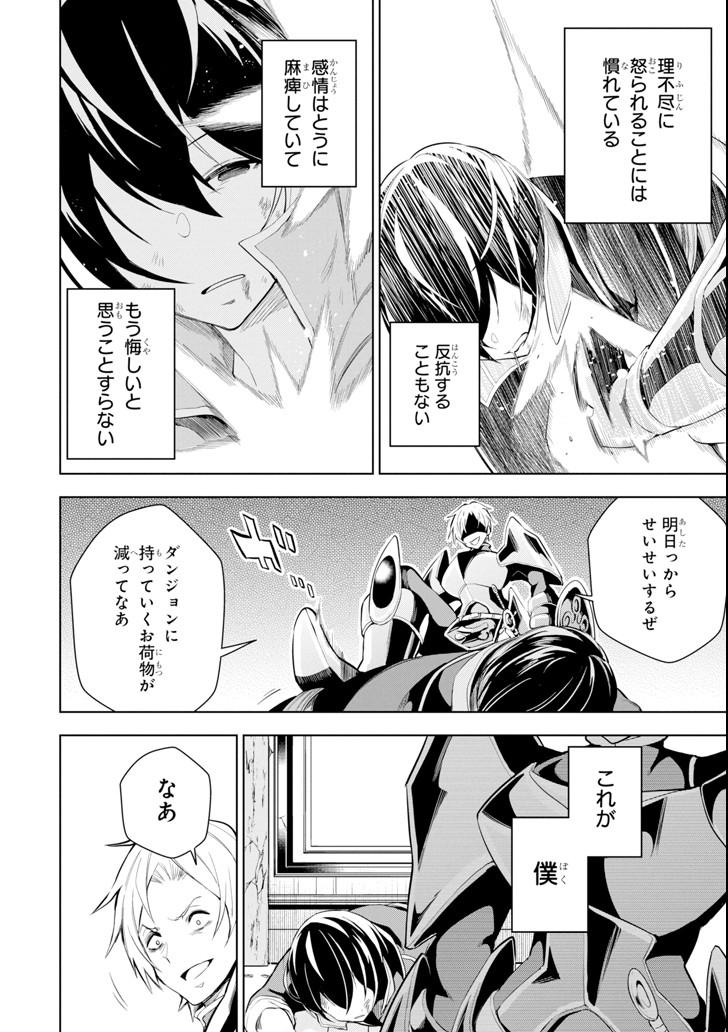 理不尽に
怒られることには
慣れている
反抗する
こともない
感情はとうに
麻痺していて
もう悔しいと
思うことすらない
明日っから
せいせいするぜ
ギギッ
ダンジョンに
持っていくお荷物が
減ってなあ
これが
僕
なあ